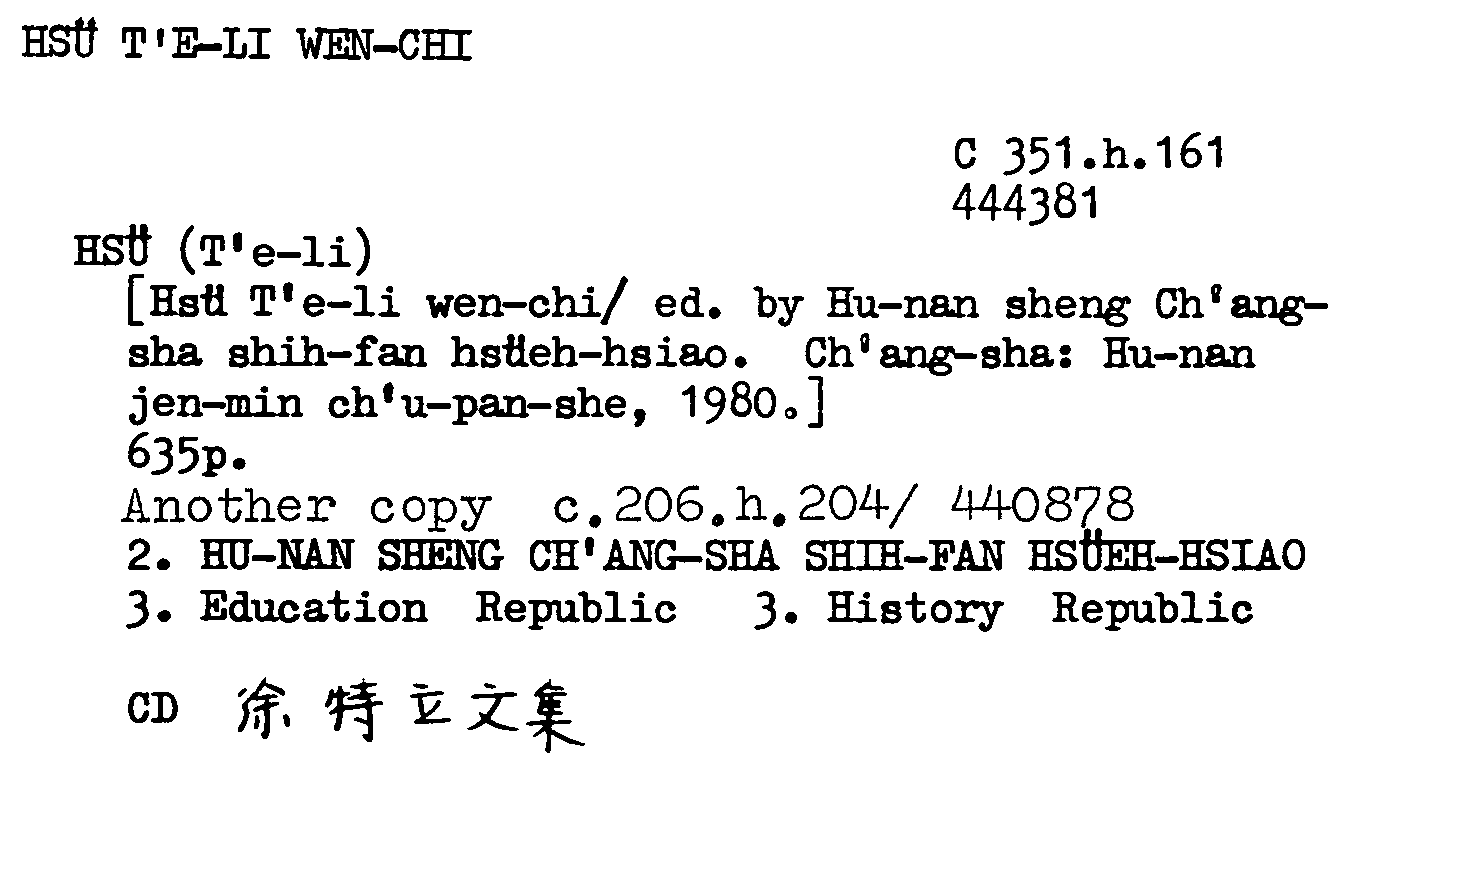 HSÜ T'E-LI WEN-CHI
C 351.h.161
444381
HSÜ (T'e-li)
[Hsü T'e-li wen-chi/ ed. by Hu-nan sheng Ch'ang-
sha shih-fan hsüeh-hsiao. Ch'ang-sha: Hu-nan
jen-min ch'u-pan-she, 1980.]
635p.
Another copy c.206.h.204/ 440878
2. HU-NAN SHENG CH'ANG-SHA SHIH-FAN HSÜEH-HSIAO
3. Education Republic 3. History Republic
CD 徐特立文集